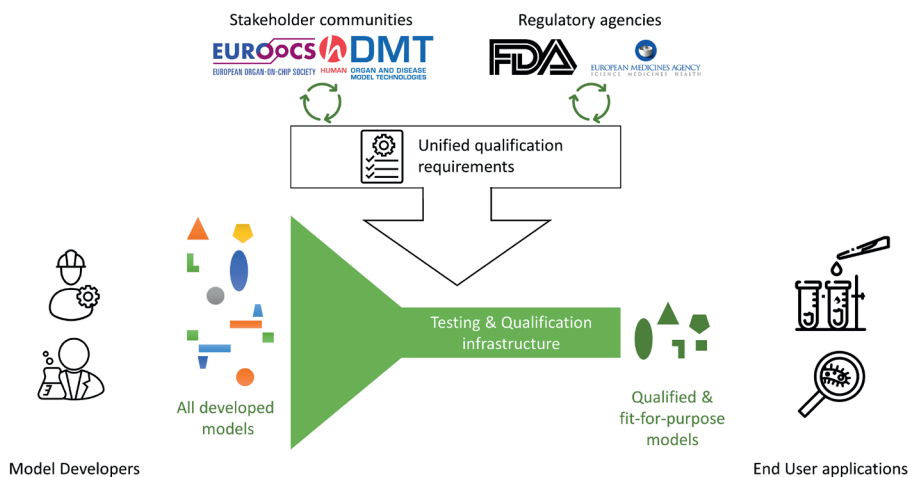 Stakeholder communities
Regulatory agencies
EUROoCS
EUROPEAN ORGAN-ON-CHIP SOCIETY
hDMT
HUMAN ORGAN AND DISEASE
MODEL TECHNOLOGIES
FDA
EUROPEAN MEDICINES AGENCY
SCIENCE MEDICINES HEALTH
Unified qualification
requirements
Testing & Qualification
infrastructure
All developed
models
Qualified &
fit-for-purpose
models
Model Developers
End User applications